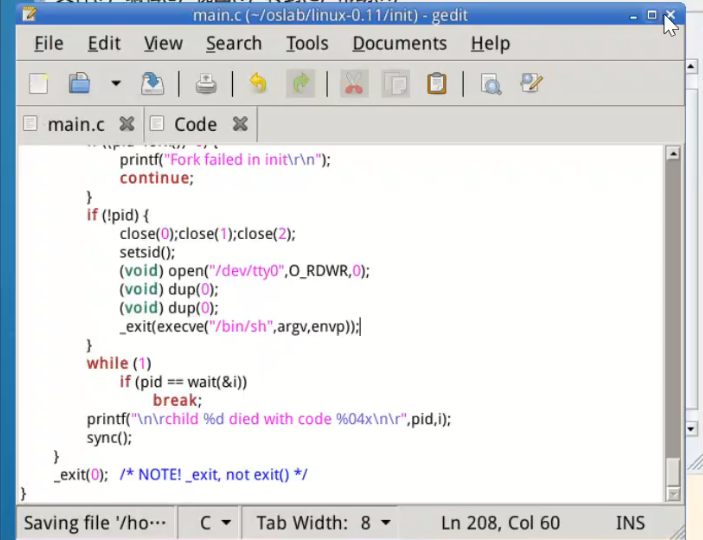 main.c (~/oslab/linux-0.11/init) - gedit
File Edit View Search Tools Documents Help
main.c Code
printf("Fork failed in init\r\n");
continue;
}
if (!pid) {
close(0);close(1);close(2);
setsid();
(void) open("/dev/tty0",O_RDWR,0);
(void) dup(0);
(void) dup(0);
_exit(execve("/bin/sh",argv,envp));
}
while (1)
if (pid == wait(&i))
break;
printf("\n\rchild %d died with code %04x\n\r",pid,i);
sync();
}
_exit(0); /* NOTE! _exit, not exit() */
}
Saving file '/ho⋯ C Tab Width: 8 Ln 208, Col 60 INS